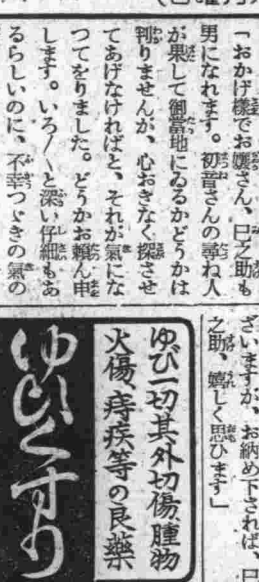 「おかげ樣でお孃さん、巳之助も
男になれます。初音さんの尋ね人
が果して御當地にゐるかどうかは
判りませんが、心おきなく探させ
てあげなければと、それが氣にな
つてをりました。どうかお賴ん申
します。いろ〳〵と深い仔細もあ
るらしいのに、不幸つゞきの氣の
ざいますが、お納め下されば、巳
之助、嬉しく思ひます」
ゆび一切其外切傷腫物
火傷、痔疾等の良藥
ゆびぐすり